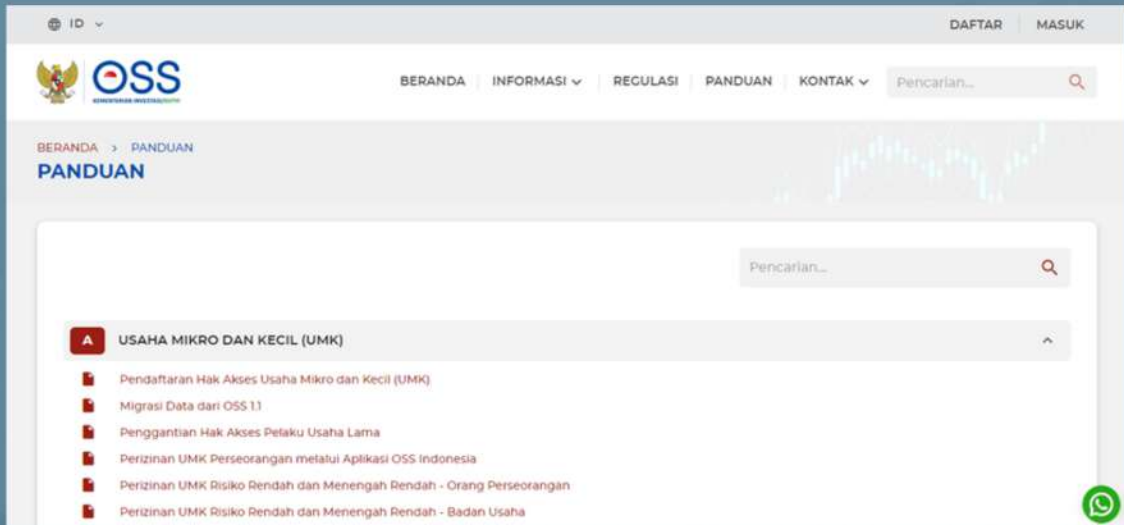 ID
DAFTAR MASUK
OSS
KEMENTERIAN INVESTASI/BKPM
BERANDA INFORMASI REGULASI PANDUAN KONTAK Pencarian...
BERANDA > PANDUAN
PANDUAN
Pencarian...
A USAHA MIKRO DAN KECIL (UMK)
Pendaftaran Hak Akses Usaha Mikro dan Kecil (UMK)
Migrasi Data dari OSS 1.1
Penggantian Hak Akses Pelaku Usaha Lama
Perizinan UMK Perseorangan melalui Aplikasi OSS Indonesia
Perizinan UMK Risiko Rendah dan Menengah Rendah - Orang Perseorangan
Perizinan UMK Risiko Rendah dan Menengah Rendah - Badan Usaha